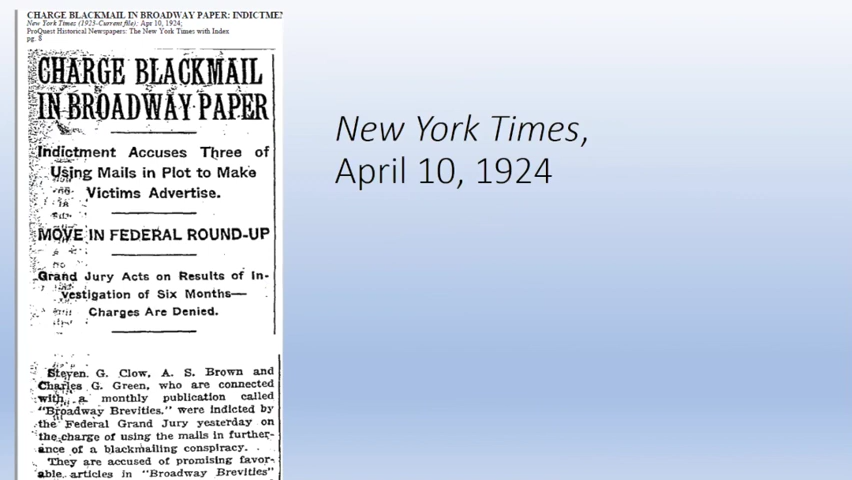 CHARGE BLACKMAIL IN BROADWAY PAPER: INDICTME
New York Times (1923-Current file); Apr 10, 1924;
ProQuest Historical Newspapers: The New York Times with Index
pg. 8
CHARGE BLACKMAIL
IN BROADWAY PAPER
Indictment Accuses Three of
Using Mails in Plot to Make
Victims Advertise.
MOVE IN FEDERAL ROUND-UP
Grand Jury Acts on Results of In-
vestigation of Six Months—
Charges Are Denied.
Steven G. Clow, A. S. Brown and
Charles G. Green, who are connected
with a monthly publication called
"Broadway Brevities," were indicted by
the Federal Grand Jury yesterday on
the charge of using the mails in further-
ance of a blackmailing conspiracy.
They are accused of promising favor-
able articles in "Broadway Brevities"
New York Times,
April 10, 1924